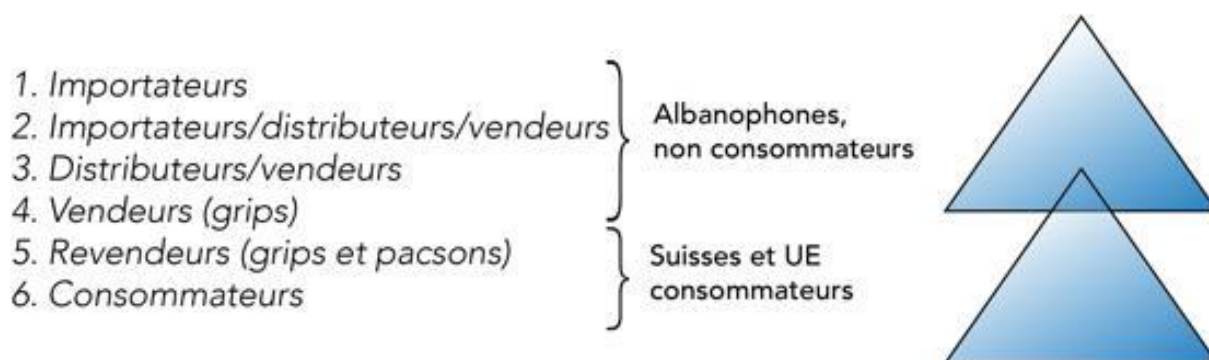 1. Importateurs
2. Importateurs/distributeurs/vendeurs
3. Distributeurs/vendeurs
4. Vendeurs (grips)
5. Revendeurs (grips et pacsons)
6. Consommateurs
Albanophones,
non consommateurs
Suisses et UE
consommateurs